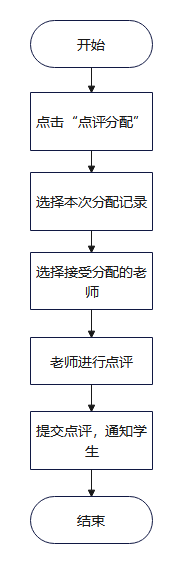 开始
点击“点评分配”
选择本次分配记录
选择接受分配的老
师
老师进行点评
提交点评，通知学
生
结束